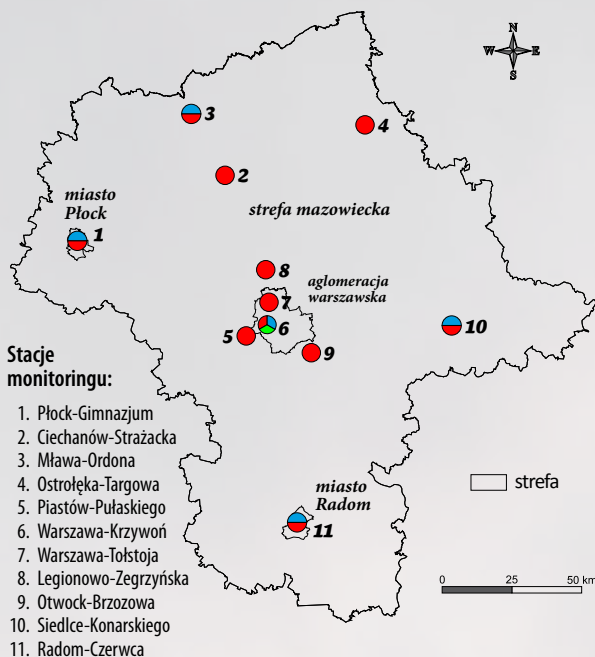 N
W E
S
3
4
2
miasto
Płock
strefa mazowiecka
1
8
aglomeracja
warszawska
7
6
5
10
9
Stacje
monitoringu:
1. Płock-Gimnazjum
2. Ciechanów-Strażacka
3. Mława-Ordona
4. Ostrołęka-Targowa
5. Piastów-Pułaskiego
6. Warszawa-Krzywoń
7. Warszawa-Tołstoja
8. Legionowo-Zegrzyńska
9. Otwock-Brzozowa
10. Siedlce-Konarskiego
11. Radom-Czerwca
miasto
Radom
11
strefa
0 25 50 km